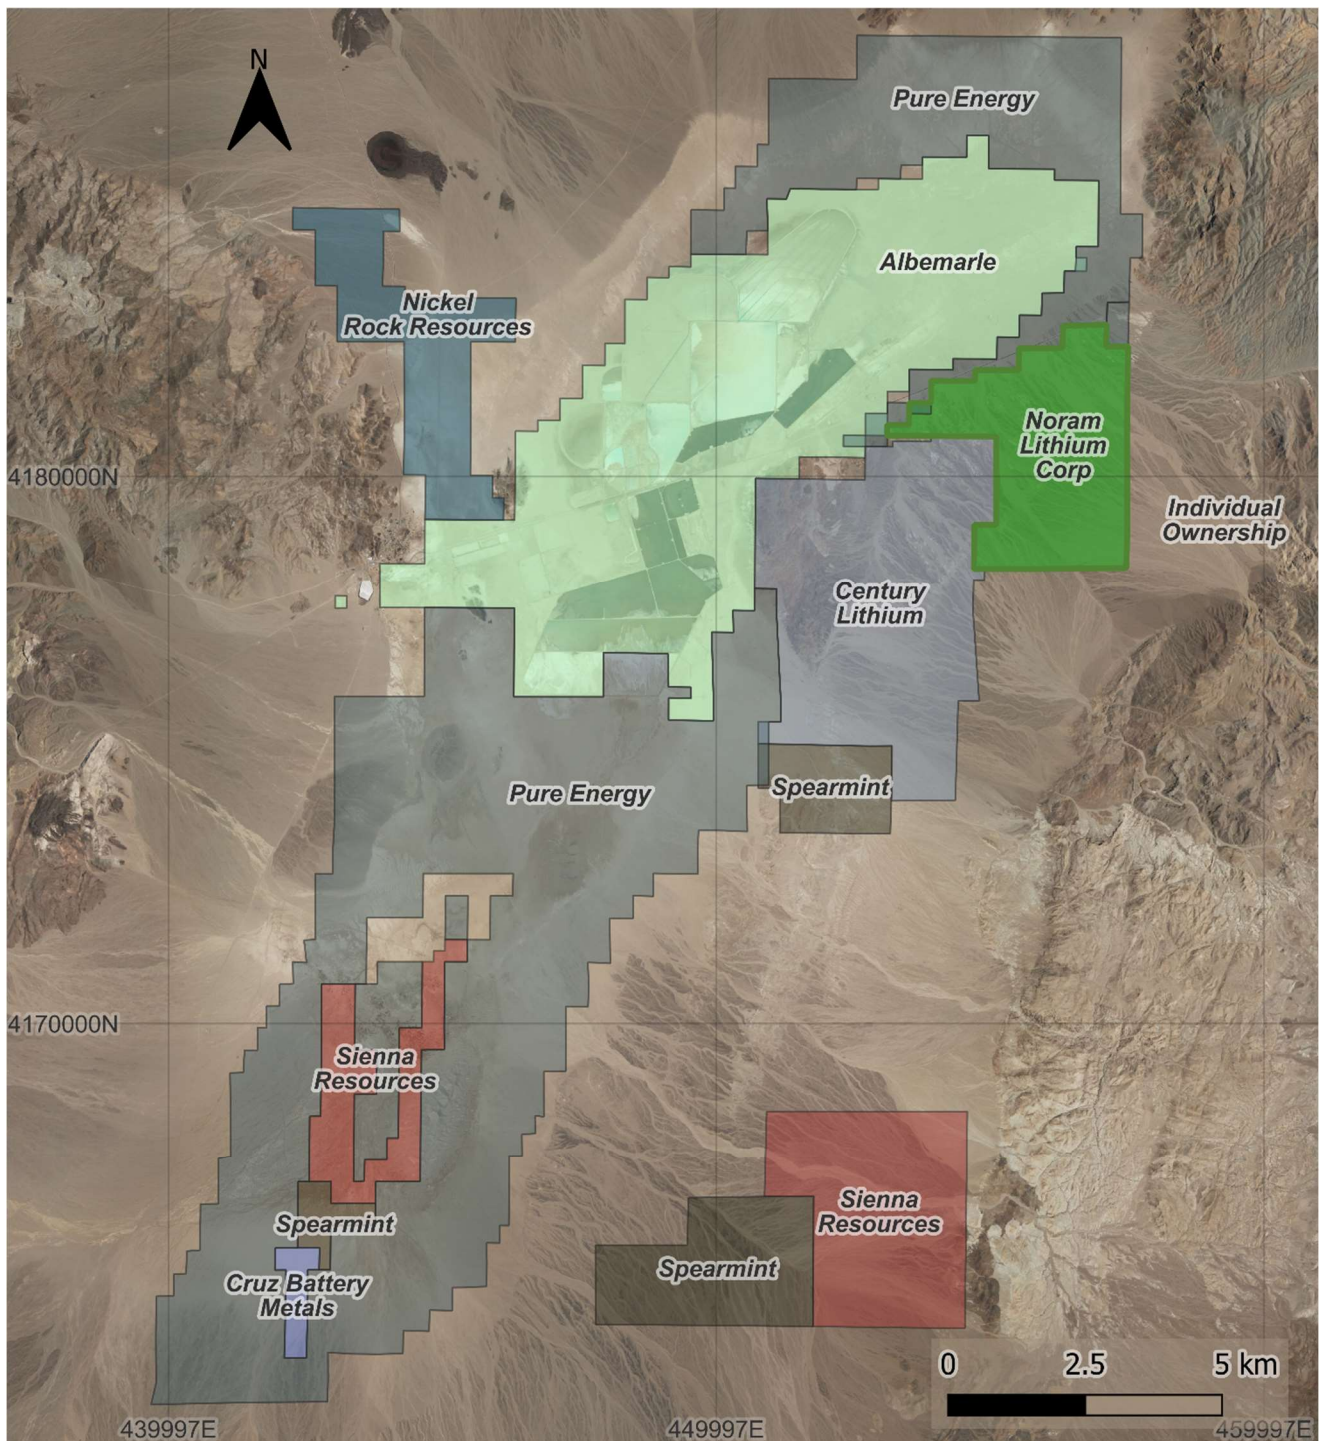 N
Pure Energy
Albemarle
Nickel
Rock Resources
Noram
Lithium
Corp
4180000N
Individual
Ownership
Century
Lithium
Pure Energy
Spearmint
4170000N
Sienna
Resources
Sienna
Resources
Spearmint
Spearmint
Cruz Battery
Metals
0 2.5 5 km
439997E 449997E 459997E